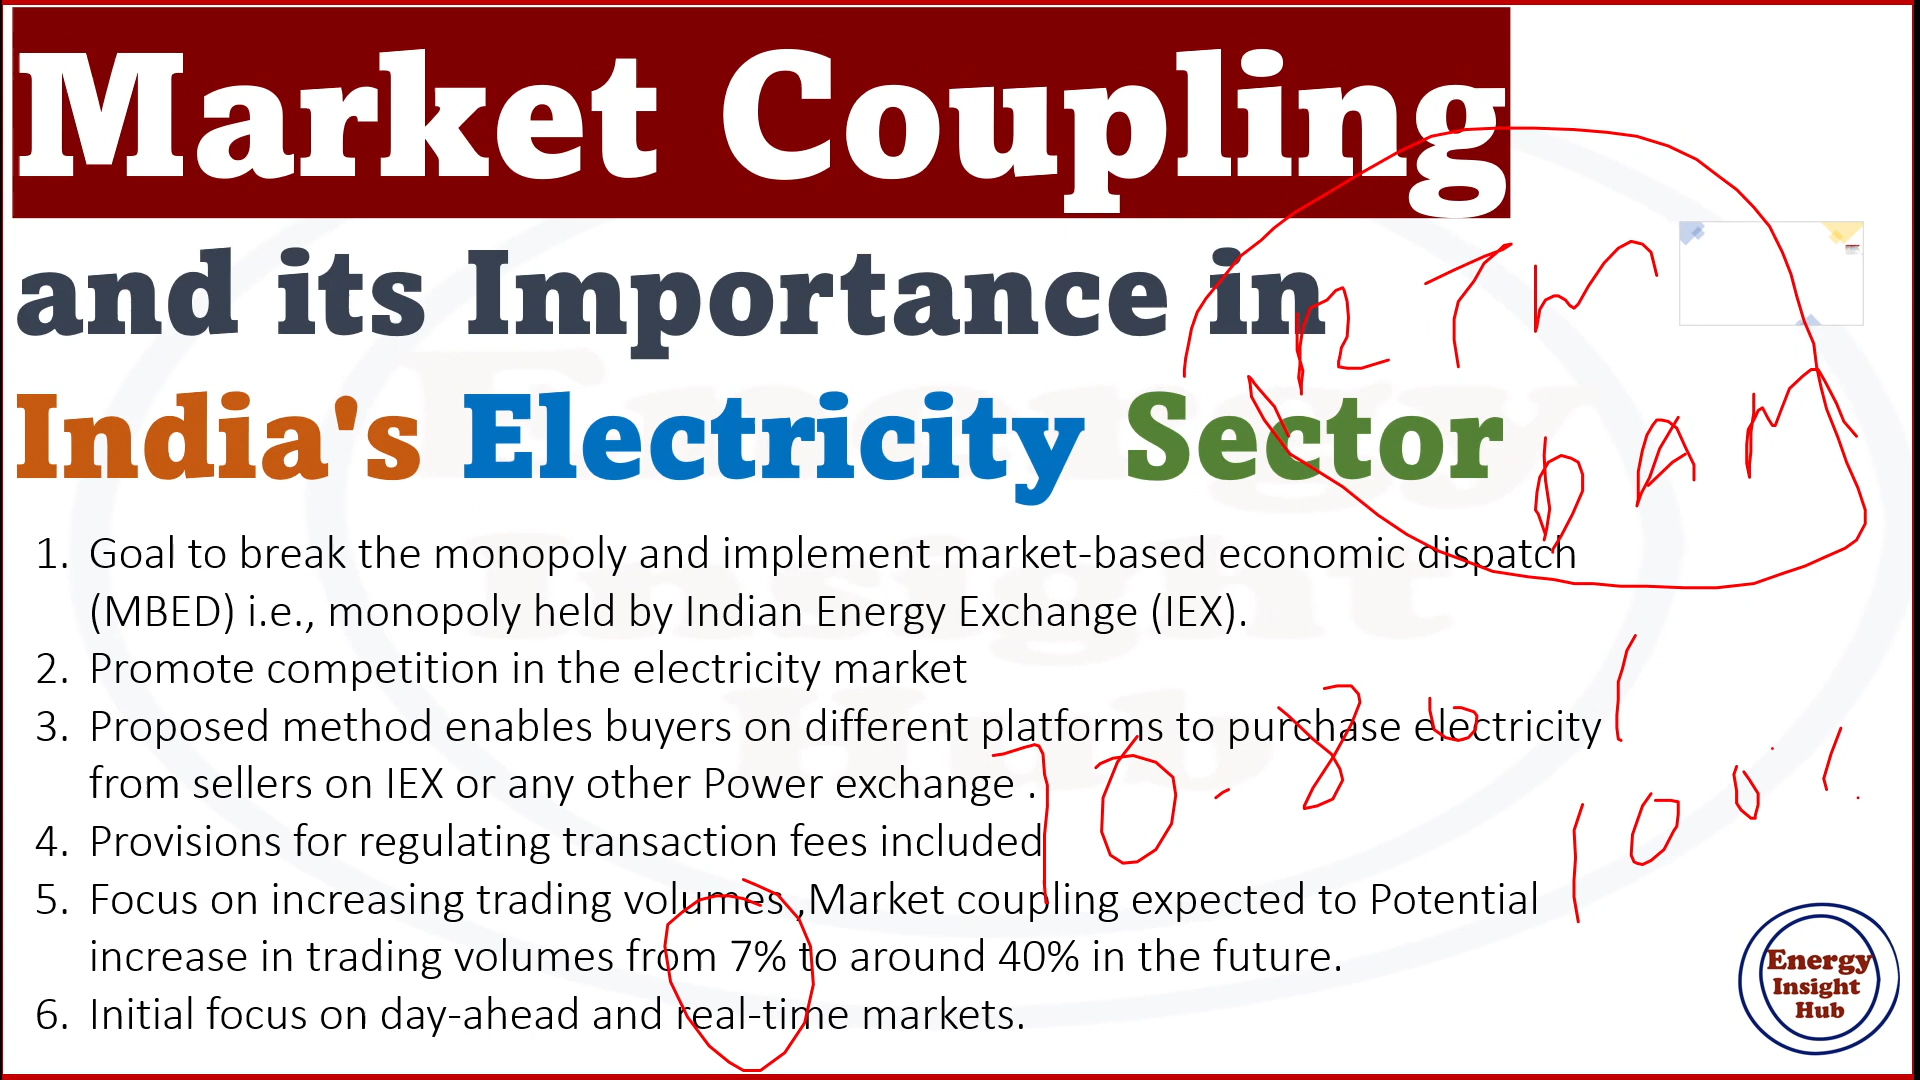 Market Coupling
and its Importance in
India's Electricity Sector
RTM
DAM
1. Goal to break the monopoly and implement market-based economic dispatch
(MBED) i.e., monopoly held by Indian Energy Exchange (IEX).
2. Promote competition in the electricity market
3. Proposed method enables buyers on different platforms to purchase electricity
from sellers on IEX or any other Power exchange .
4. Provisions for regulating transaction fees included
5. Focus on increasing trading volumes ,Market coupling expected to Potential
increase in trading volumes from 7% to around 40% in the future.
6. Initial focus on day-ahead and real-time markets.
70-80%
100%
Energy
Insight
Hub